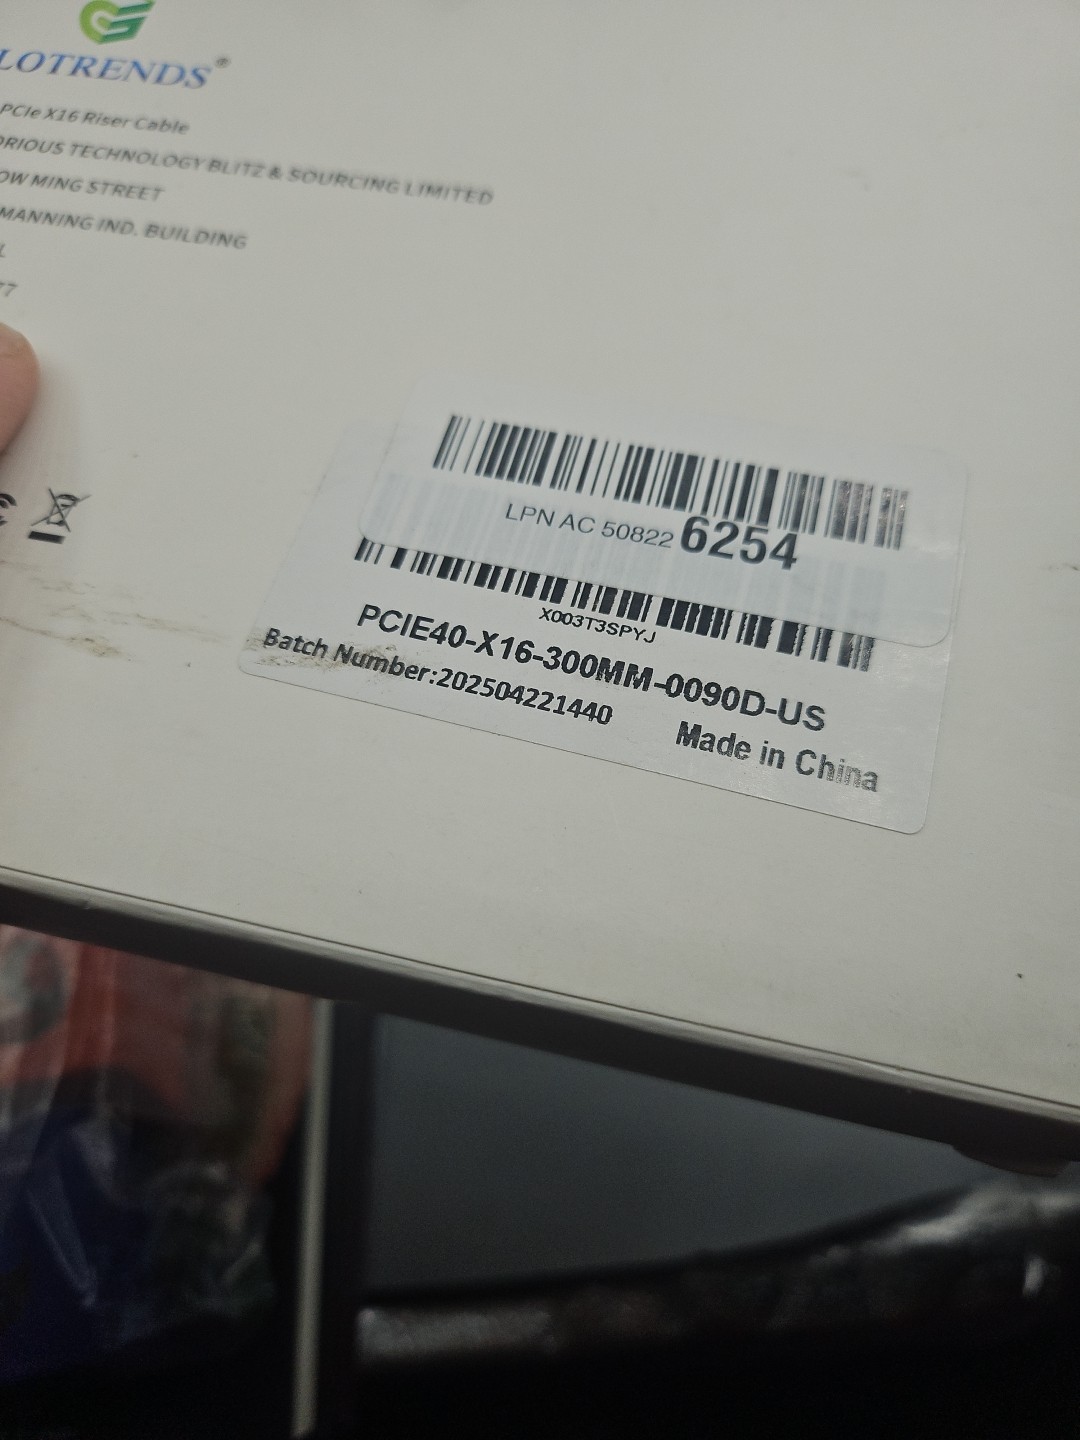 LOTRENDS®
PCIe X16 Riser Cable
ORIOUS TECHNOLOGY BLITZ & SOURCING LIMITED
OW MING STREET
MANNING IND. BUILDING
L
77
LPN AC 50822 6254
X003T3SPYJ
PCIE40-X16-300MM-0090D-US
Batch Number:202504221440
Made in China